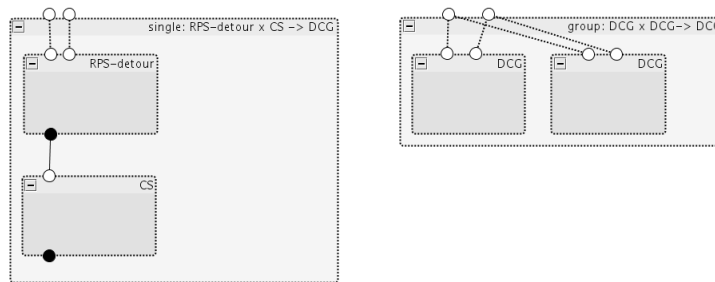 single: RPS-detour x CS -> DCG
RPS-detour
CS
group: DCG x DCG-> DCG
DCG
DCG